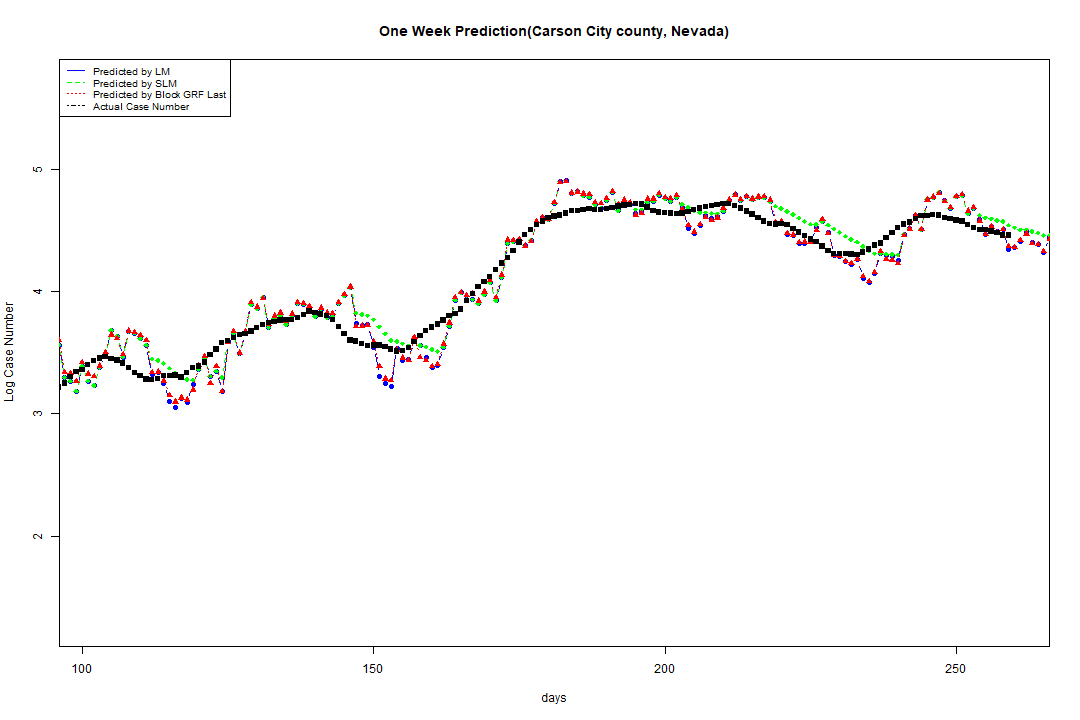 One Week Prediction(Carson City county, Nevada)
Predicted by LM
Predicted by SLM
Predicted by Block GRF Last
Actual Case Number
5
4
3
2
Log Case Number
100 150 200 250
days